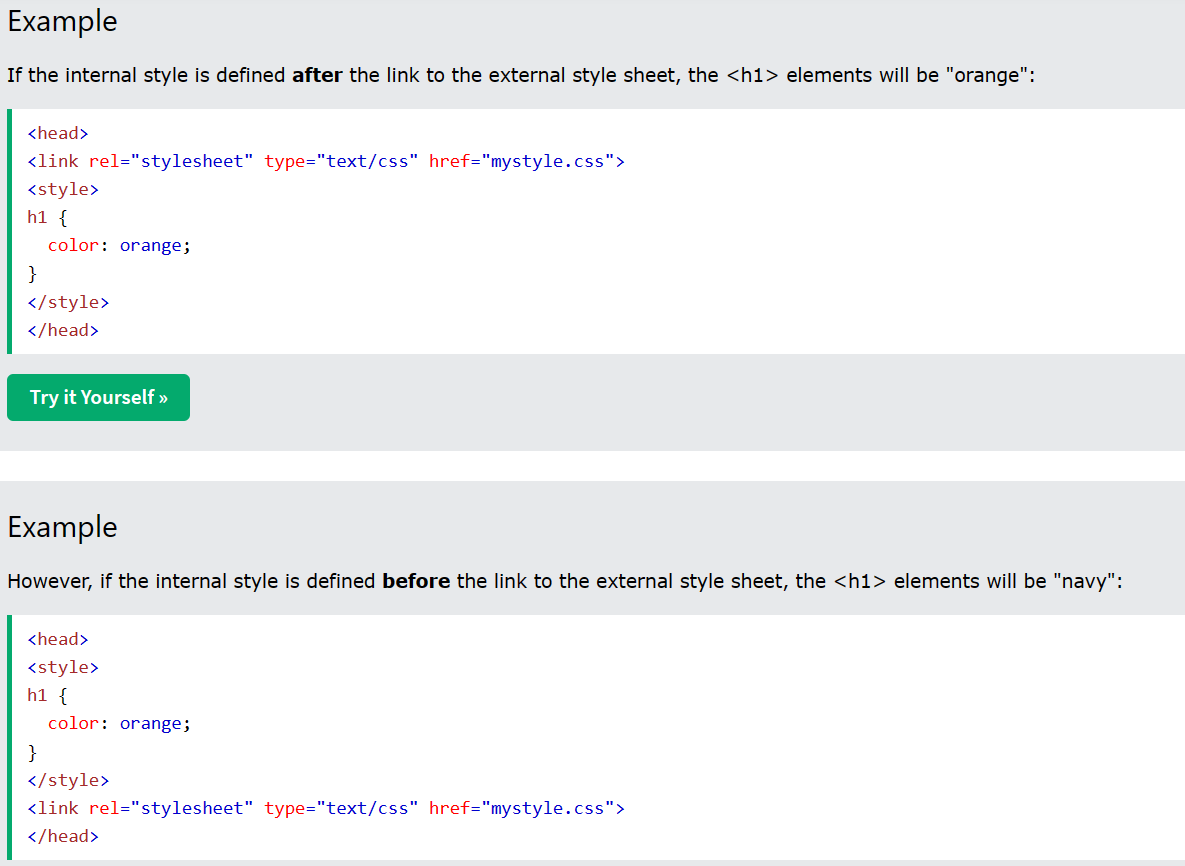 Example
If the internal style is defined after the link to the external style sheet, the <h1> elements will be "orange":
<head>
<link rel="stylesheet" type="text/css" href="mystyle.css">
<style>
h1 {
  color: orange;
}
</style>
</head>
Try it Yourself »
Example
However, if the internal style is defined before the link to the external style sheet, the <h1> elements will be "navy":
<head>
<style>
h1 {
  color: orange;
}
</style>
<link rel="stylesheet" type="text/css" href="mystyle.css">
</head>